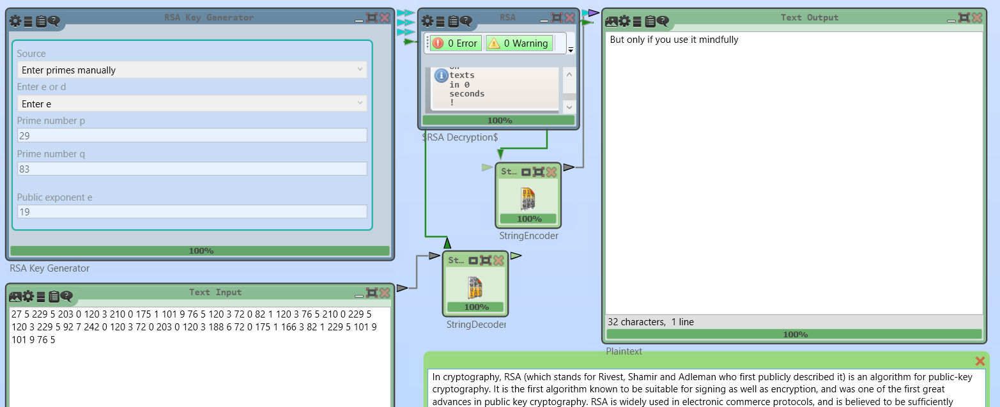 RSA Key Generator
Source
Enter primes manually
Enter e or d
Enter e
Prime number p
29
Prime number q
83
Public exponent e
19
100%
RSA Key Generator
Text Input
27 5 229 5 203 0 120 3 210 0 175 1 101 9 76 5 120 3 72 0 82 1 120 3 76 5 210 0 229 5
120 3 229 5 92 7 242 0 120 3 72 0 203 0 120 3 188 6 72 0 175 1 166 3 82 1 229 5 101 9
101 9 76 5
RSA
0 Error
0 Warning
texts
in 0
seconds
!
100%
$RSA Decryption$
St...
100%
StringEncoder
St...
100%
StringDecoder
Text Output
But only if you use it mindfully
32 characters, 1 line
100%
Plaintext
In cryptography, RSA (which stands for Rivest, Shamir and Adleman who first publicly described it) is an algorithm for public-key
cryptography. It is the first algorithm known to be suitable for signing as well as encryption, and was one of the first great
advances in public key cryptography. RSA is widely used in electronic commerce protocols, and is believed to be sufficiently